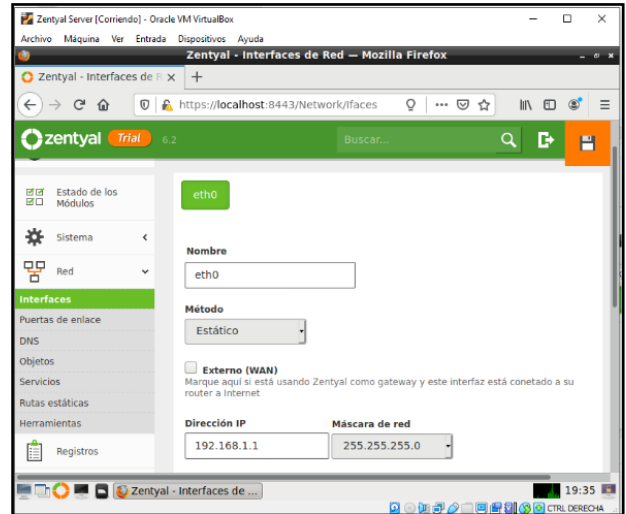 Zentyal Server [Corriendo] - Oracle VM VirtualBox
Archivo Máquina Ver Entrada Dispositivos Ayuda
Zentyal - Interfaces de Red — Mozilla Firefox
Zentyal - Interfaces de R
https://localhost:8443/Network/Ifaces
zentyal Trial 6.2 Buscar...
Estado de los
Módulos
Sistema
Red
Interfaces
Puertas de enlace
DNS
Objetos
Servicios
Rutas estáticas
Herramientas
Registros
eth0
Nombre
eth0
Método
Estático
Externo (WAN)
Marque aquí si está usando Zentyal como gateway y este interfaz está conetado a su
router a Internet
Dirección IP Máscara de red
192.168.1.1 255.255.255.0
Zentyal - Interfaces de ... 19:35
CTRL DERECHA